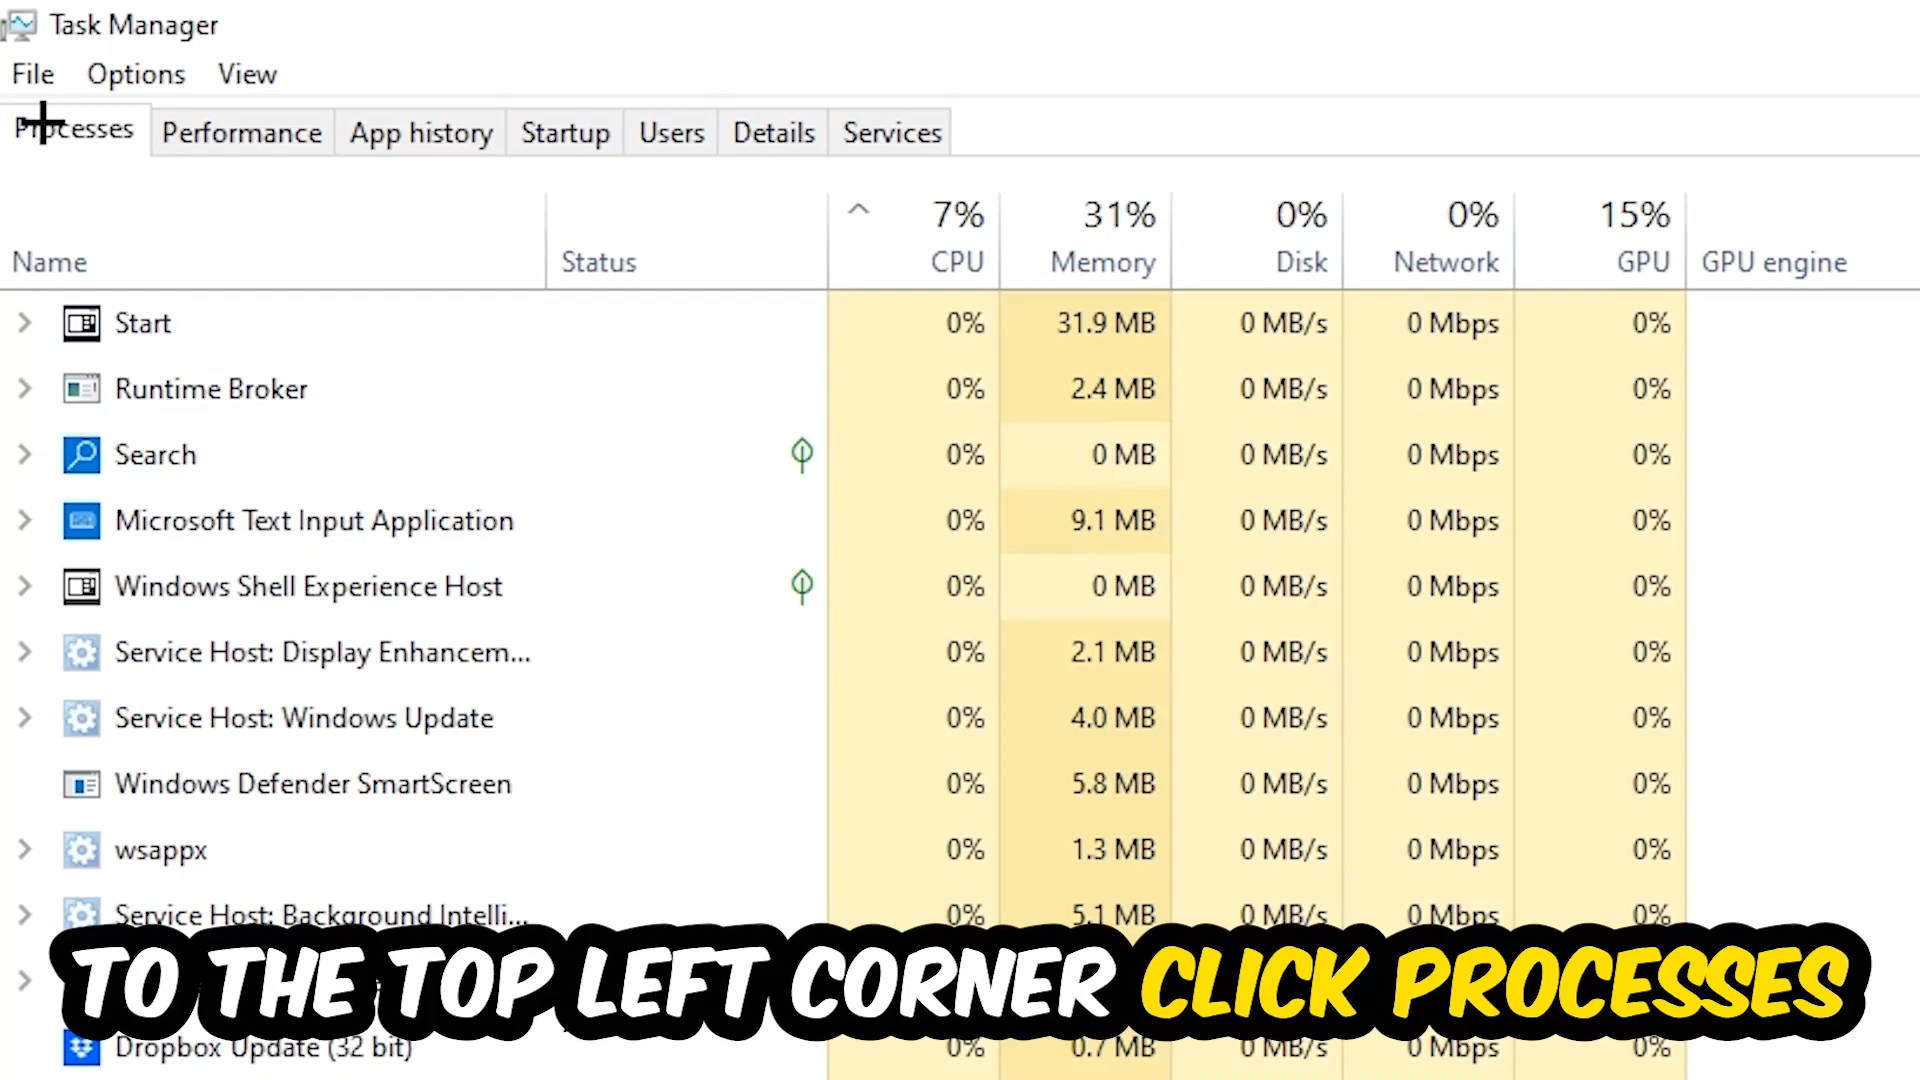 Task Manager
File Options View
Processes Performance App history Startup Users Details Services
7% 31% 0% 0% 15%
Name Status CPU Memory Disk Network GPU GPU engine
Start 0% 31.9 MB 0 MB/s 0 Mbps 0%
Runtime Broker 0% 2.4 MB 0 MB/s 0 Mbps 0%
Search 0% 0 MB 0 MB/s 0 Mbps 0%
Microsoft Text Input Application 0% 9.1 MB 0 MB/s 0 Mbps 0%
Windows Shell Experience Host 0% 0 MB 0 MB/s 0 Mbps 0%
Service Host: Display Enhancem... 0% 2.1 MB 0 MB/s 0 Mbps 0%
Service Host: Windows Update 0% 4.0 MB 0 MB/s 0 Mbps 0%
Windows Defender SmartScreen 0% 5.8 MB 0 MB/s 0 Mbps 0%
wsappx 0% 1.3 MB 0 MB/s 0 Mbps 0%
Service Host: Background Intelli... 0% 5.1 MB 0 MB/s 0 Mbps 0%
TO THE TOP LEFT CORNER CLICK PROCESSES
Dropbox Update (32 bit) 0% 0.7 MB 0 MB/s 0 Mbps 0%